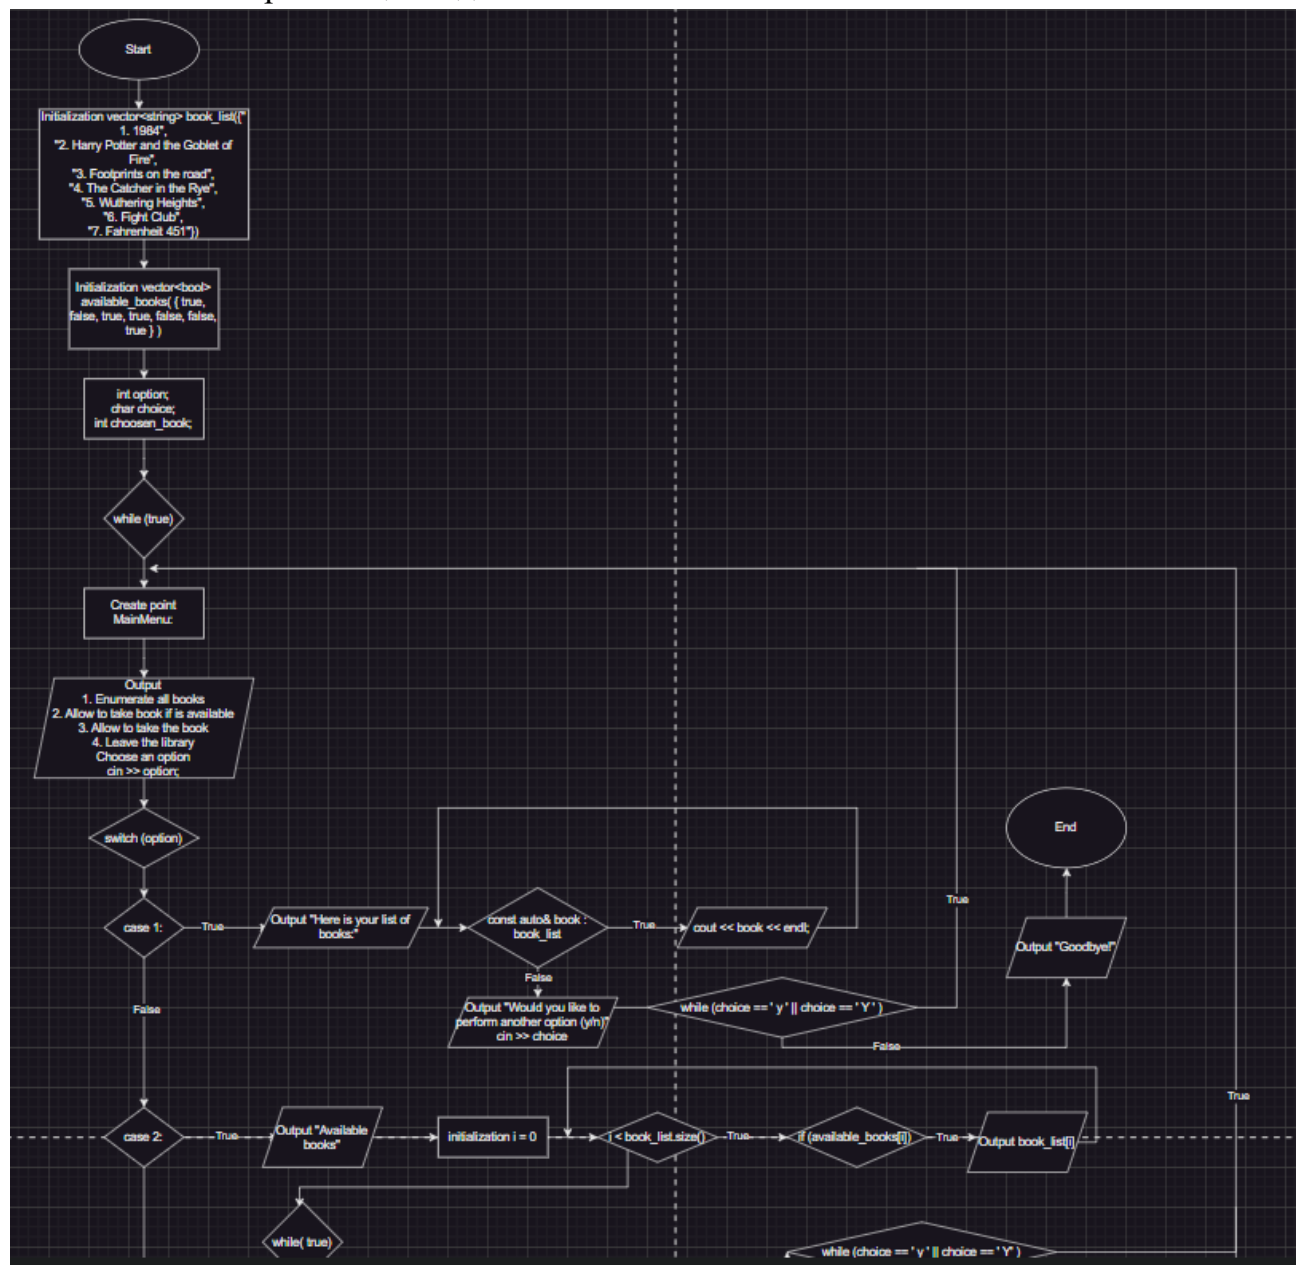 Start
Initialization vector<string> book_list({"
1. 1984",
"2. Harry Potter and the Goblet of
Fire",
"3. Footprints on the road",
"4. The Catcher in the Rye",
"5. Wuthering Heights",
"6. Fight Club",
"7. Fahrenheit 451"})
Initialization vector<bool>
available_books( { true,
false, true, true, false, false,
true } )
int option;
char choice;
int choosen_book;
while (true)
Create point
MainMenu:
Output
1. Enumerate all books
2. Allow to take book if is available
3. Allow to take the book
4. Leave the library
Choose an option
cin >> option;
switch (option)
End
case 1:
True
Output "Here is your list of
books:"
const auto& book :
book_list
True
cout << book << endl;
True
Output "Goodbye!"
False
False
Output "Would you like to
perform another option (y/n)"
cin >> choice
while (choice == ' y ' || choice == ' Y ' )
False
True
case 2:
True
Output "Available
books"
initialization i = 0
i < book_list.size()
True
if (available_books[i])
True
Output book_list[i]
while( true)
while (choice == ' y ' || choice == ' Y' )